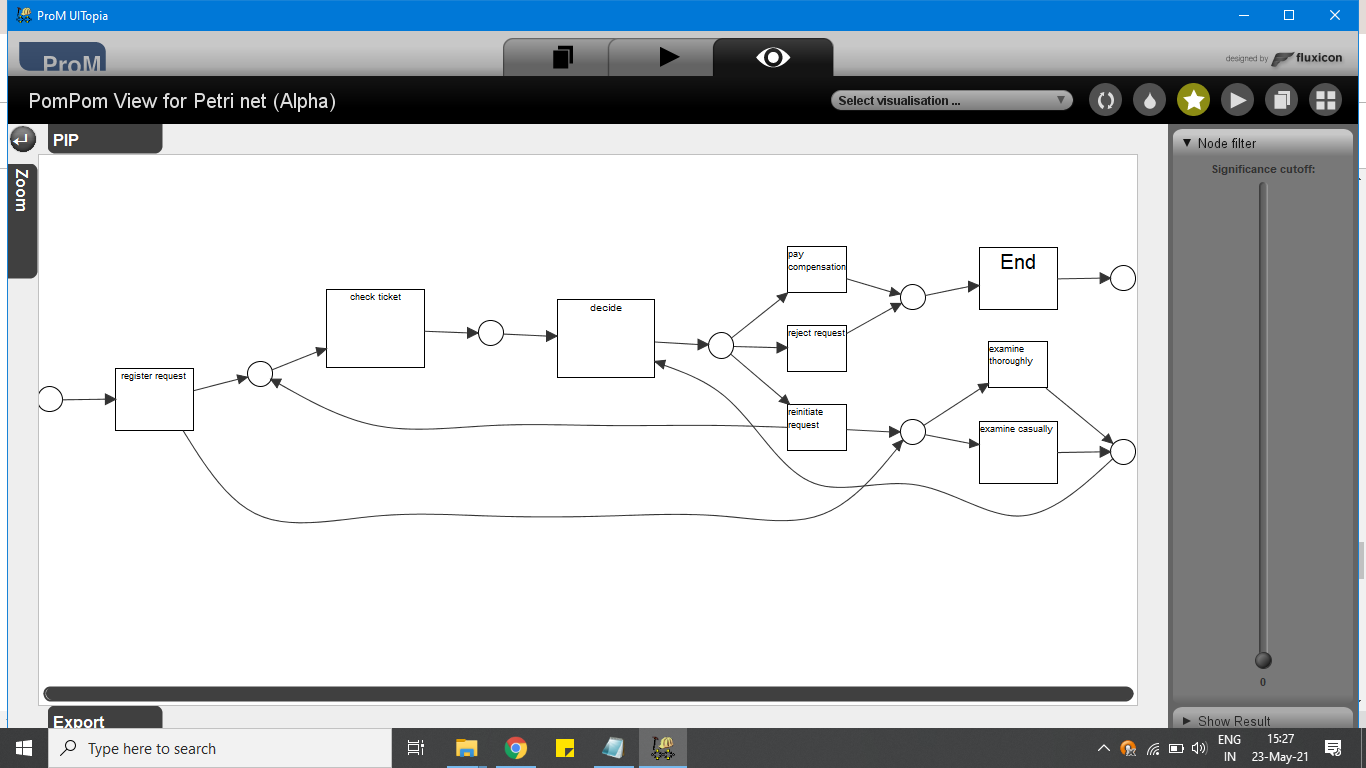 ProM UITopia
ProM
designed by fluxicon
PomPom View for Petri net (Alpha)
Select visualisation ...
PIP
Node filter
Zoom
Significance cutoff:
pay
compensation
End
check ticket
decide
reject request
examine
thoroughly
register request
reinitiate
request
examine casually
0
Export
Show Result
Type here to search
ENG
IN
15:27
23-May-21